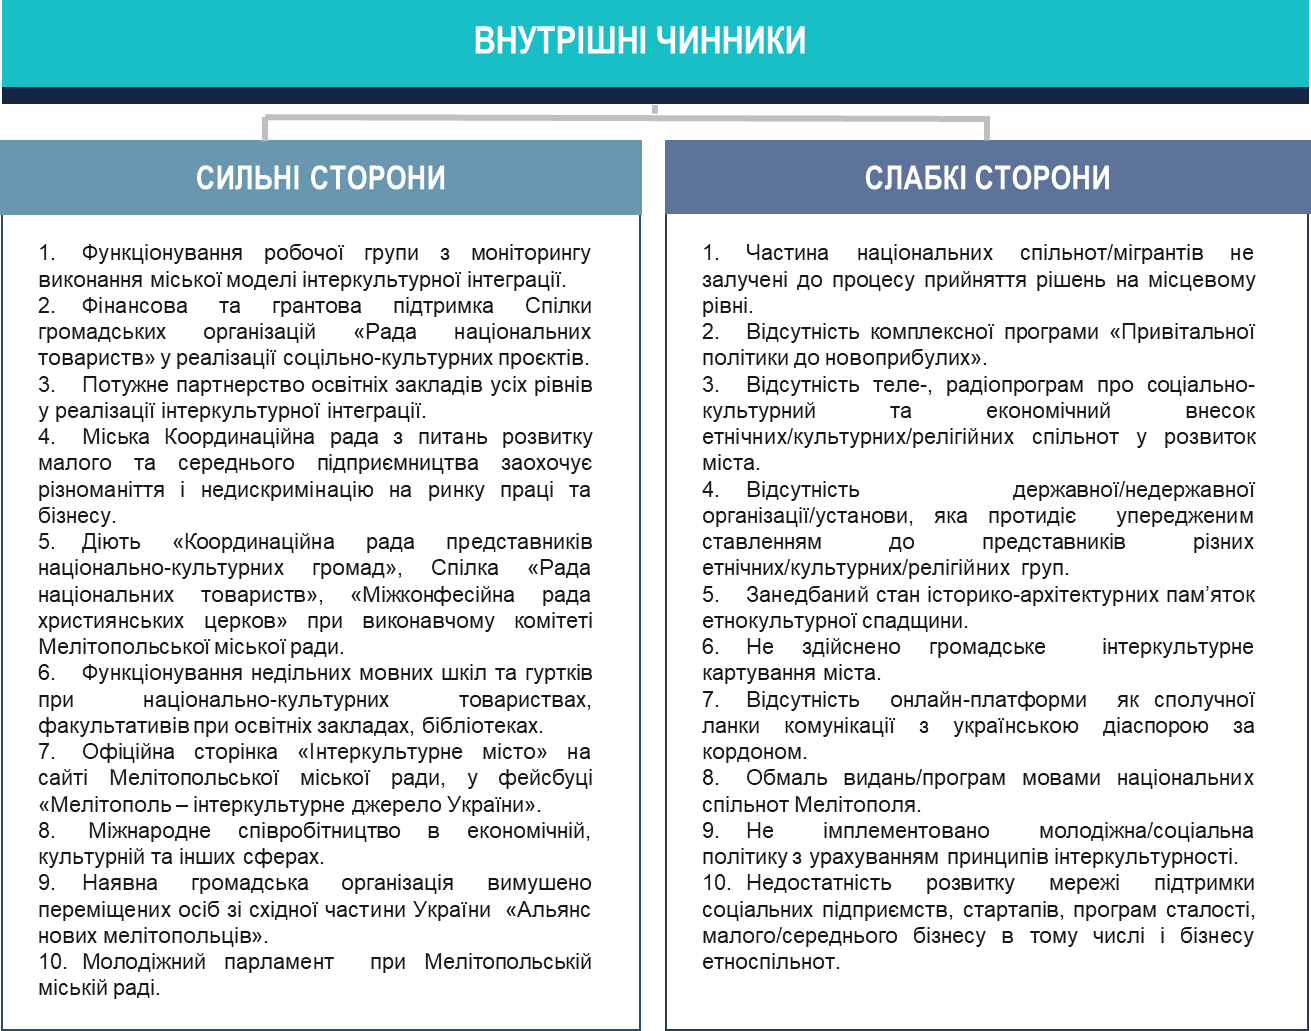 ВНУТРІШНІ ЧИННИКИ
СИЛЬНІ СТОРОНИ
1. Функціонування робочої групи з моніторингу
виконання міської моделі інтеркультурної інтеграції.
2. Фінансова та грантова підтримка Спілки
громадських організацій «Рада національних
товариств» у реалізації соцільно-культурних проєктів.
3. Потужне партнерство освітніх закладів усіх рівнів
у реалізації інтеркультурної інтеграції.
4. Міська Координаційна рада з питань розвитку
малого та середнього підприємництва заохочує
різноманіття і недискримінацію на ринку праці та
бізнесу.
5. Діють «Координаційна рада представників
національно-культурних громад», Спілка «Рада
національних товариств», «Міжконфесійна рада
християнських церков» при виконавчому комітеті
Мелітопольської міської ради.
6. Функціонування недільних мовних шкіл та гуртків
при національно-культурних товариствах,
факультативів при освітніх закладах, бібліотеках.
7. Офіційна сторінка «Інтеркультурне місто» на
сайті Мелітопольської міської ради, у фейсбуці
«Мелітополь – інтеркультурне джерело України».
8. Міжнародне співробітництво в економічній,
культурній та інших сферах.
9. Наявна громадська організація вимушено
переміщених осіб зі східної частини України «Альянс
нових мелітопольців».
10. Молодіжний парламент при Мелітопольській
міській раді.
СЛАБКІ СТОРОНИ
1. Частина національних спільнот/мігрантів не
залучені до процесу прийняття рішень на місцевому
рівні.
2. Відсутність комплексної програми «Привітальної
політики до новоприбулих».
3. Відсутність теле-, радіопрограм про соціально-
культурний та економічний внесок
етнічних/культурних/релігійних спільнот у розвиток
міста.
4. Відсутність державної/недержавної
організації/установи, яка протидіє упередженим
ставленням до представників різних
етнічних/культурних/релігійних груп.
5. Занедбаний стан історико-архітектурних пам’яток
етнокультурної спадщини.
6. Не здійснено громадське інтеркультурне
картування міста.
7. Відсутність онлайн-платформи як сполучної
ланки комунікації з українською діаспорою за
кордоном.
8. Обмаль видань/програм мовами національних
спільнот Мелітополя.
9. Не імплементовано молодіжна/соціальна
політику з урахуванням принципів інтеркультурності.
10. Недостатність розвитку мережі підтримки
соціальних підприємств, стартапів, програм сталості,
малого/середнього бізнесу в тому числі і бізнесу
етноспільнот.